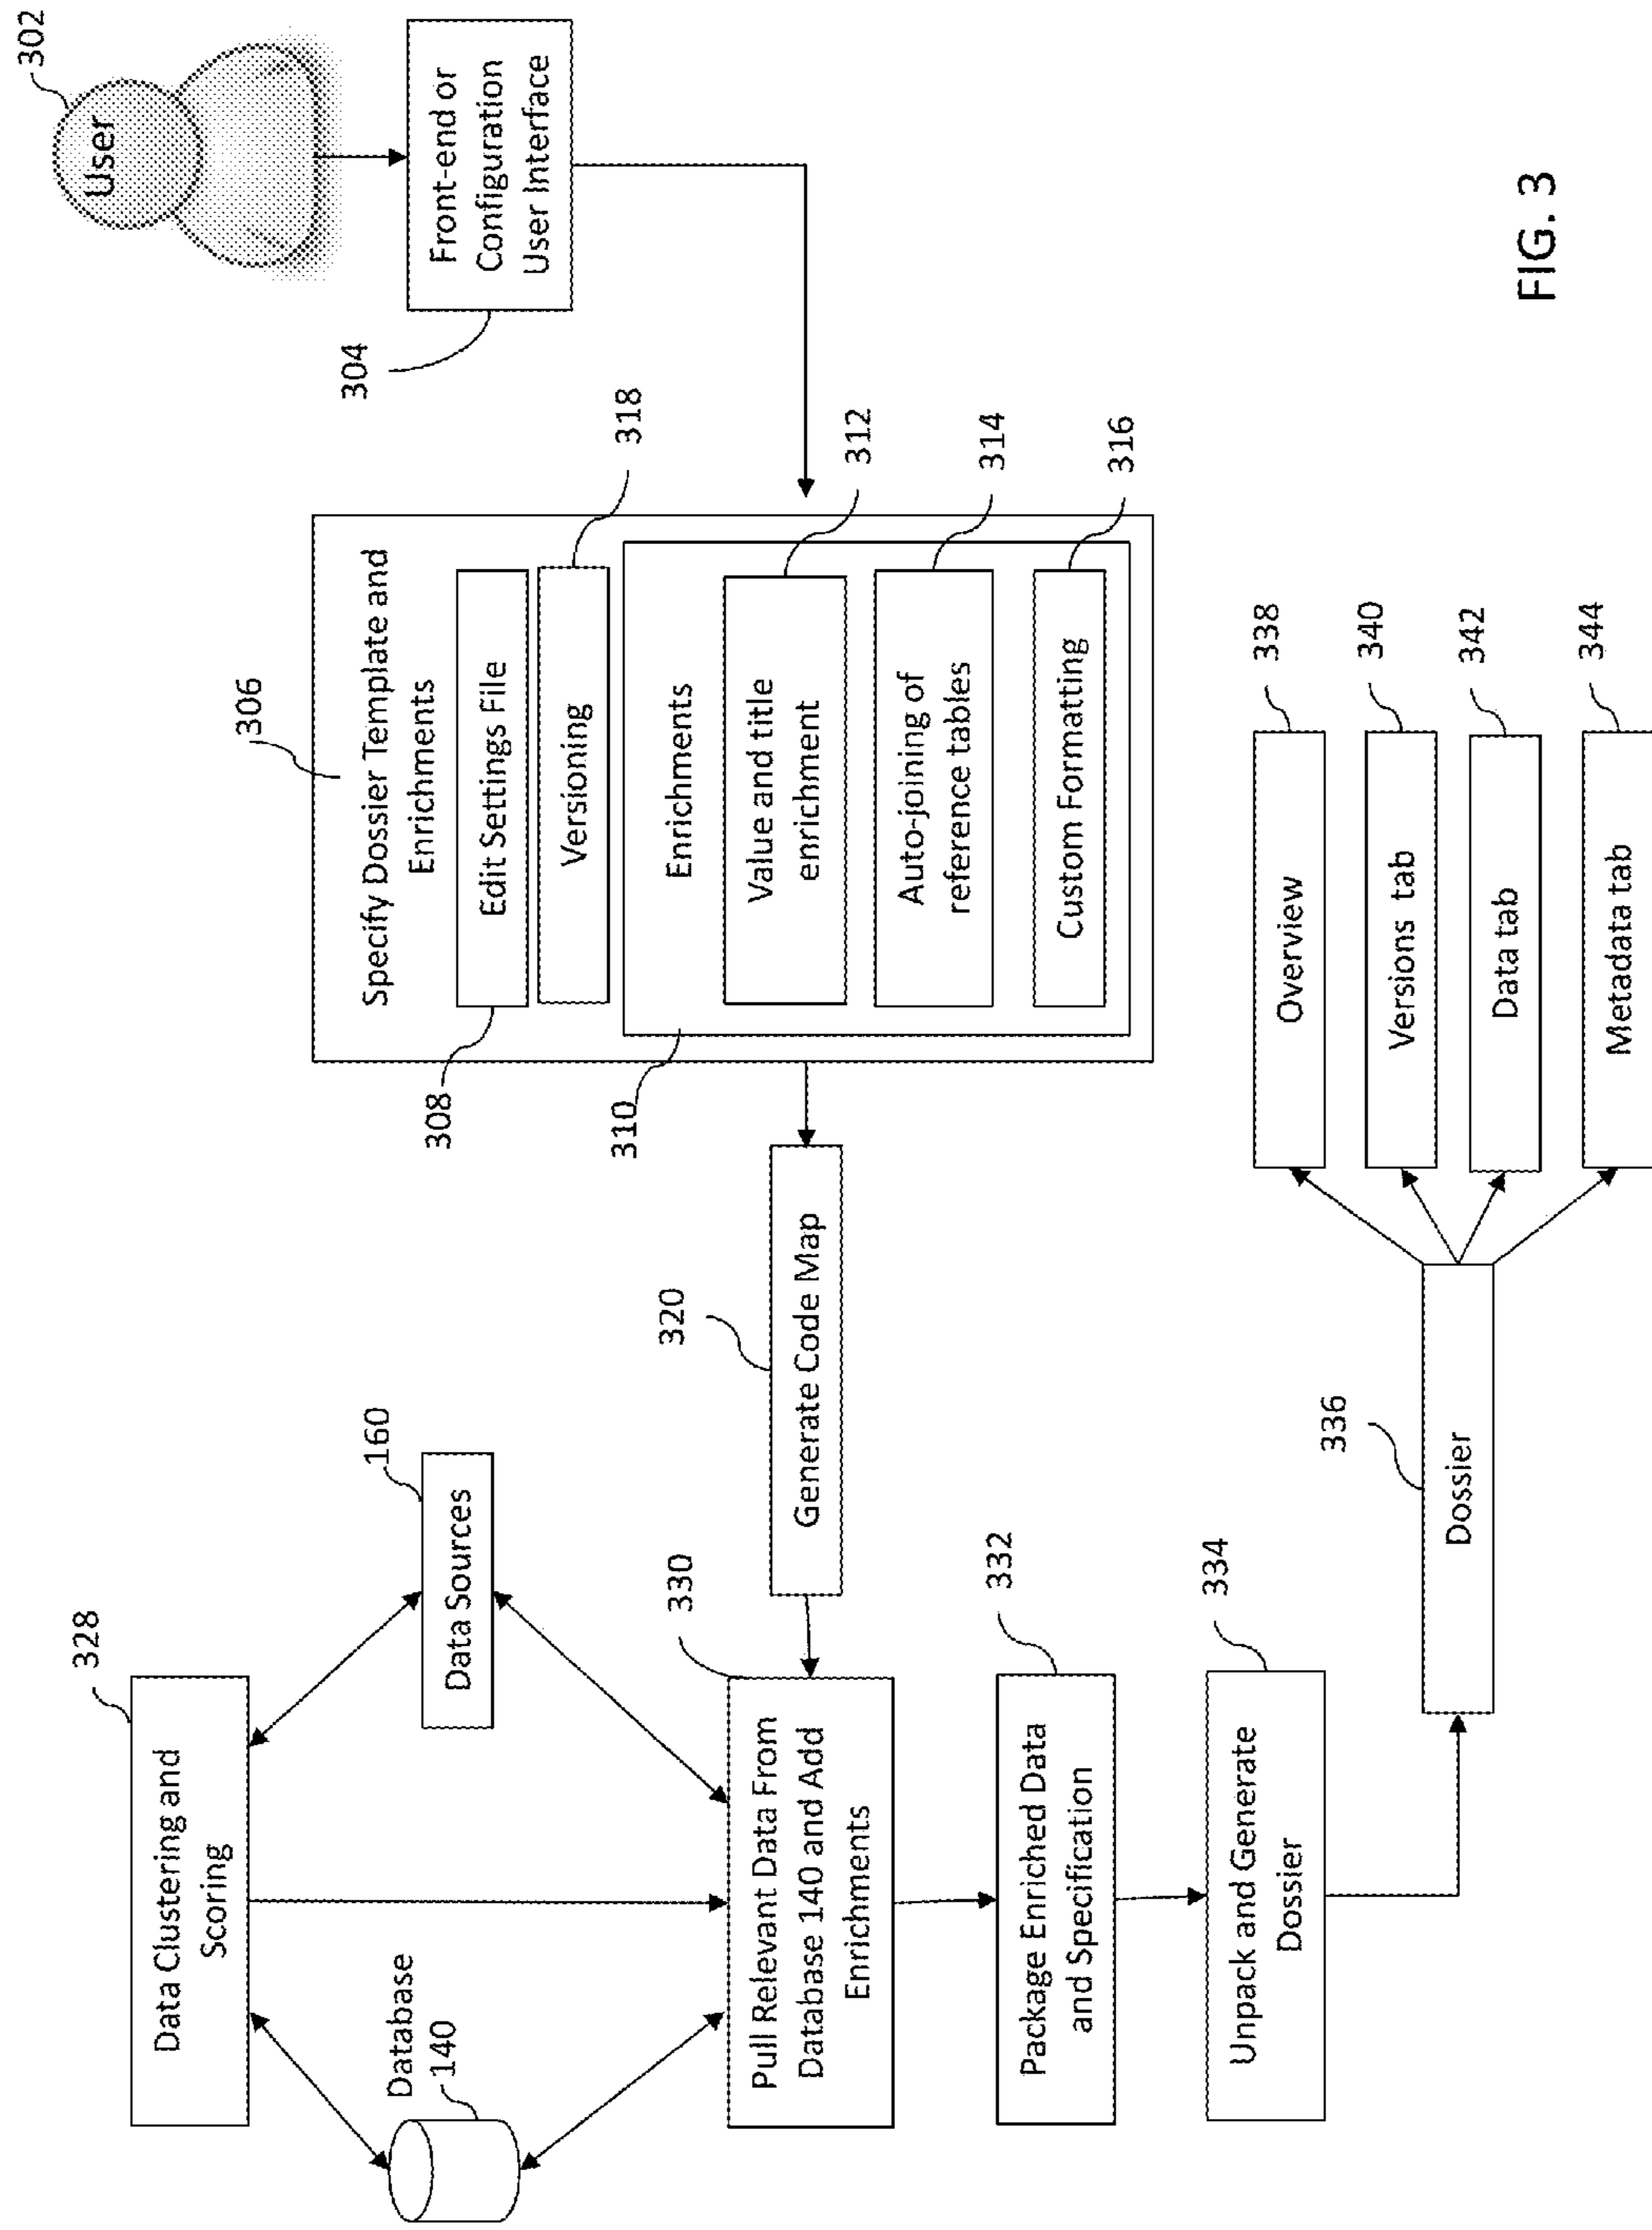 328
Data Clustering and
Scoring
Database
140
160
Data Sources
330
Pull Relevant Data From
Database 140 and Add
Enrichments
332
Package Enriched Data
and Specification
334
Unpack and Generate
Dossier
320
Generate Code Map
306
Specify Dossier Template and
Enrichments
308
Edit Settings File
318
Versioning
310
Enrichments
312
Value and title
enrichment
314
Auto-joining of
reference tables
316
Custom Formatting
302
User
304
Front-end or
Configuration
User Interface
336
Dossier
338
Overview
340
Versions tab
342
Data tab
344
Metadata tab
FIG. 3